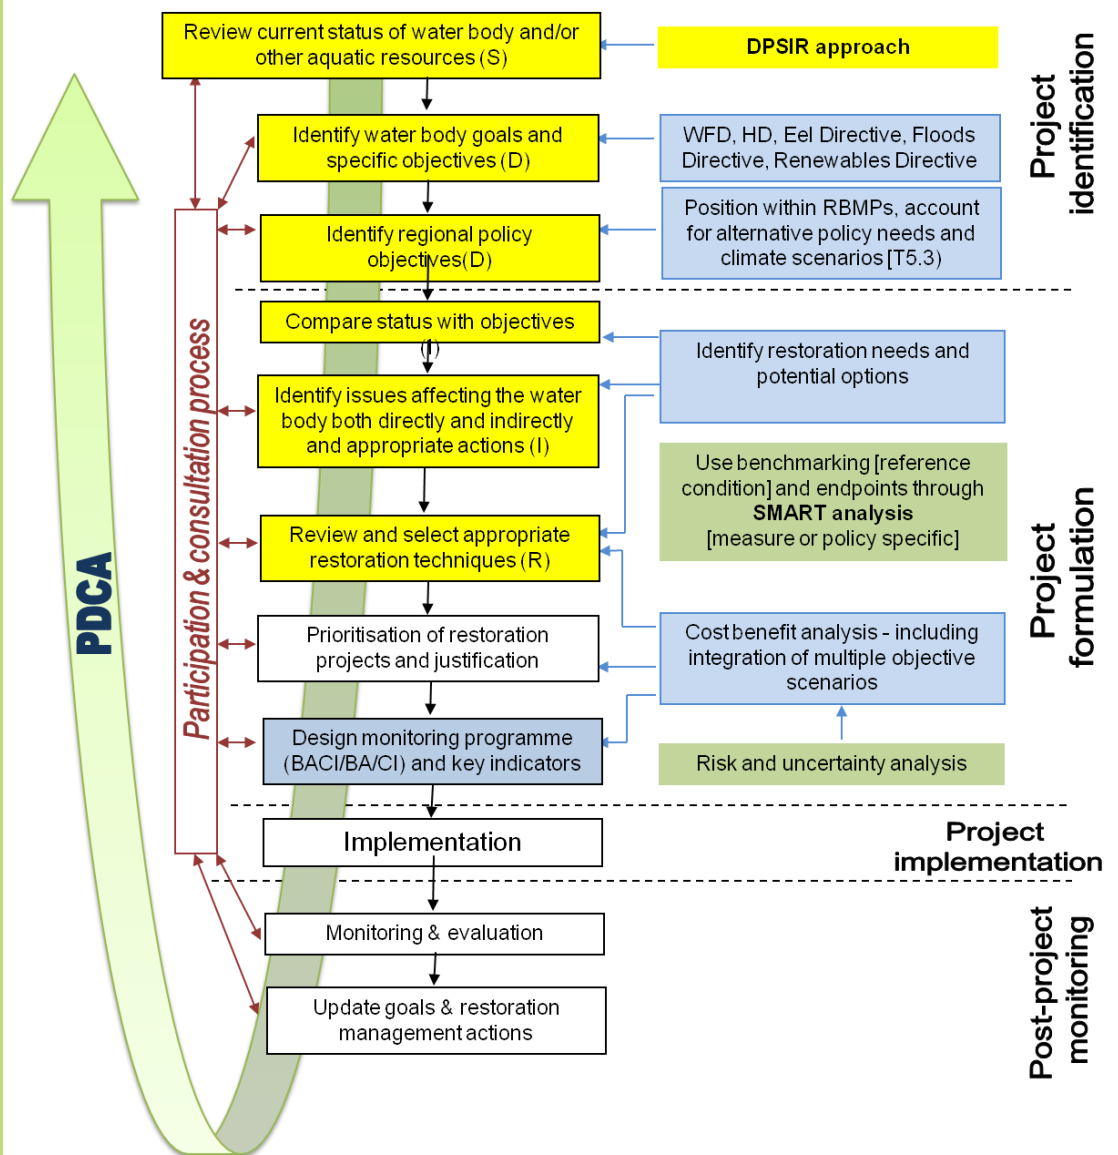 Review current status of water body and/or
other aquatic resources (S)
DPSIR approach
Project
identification
Identify water body goals and
specific objectives (D)
WFD, HD, Eel Directive, Floods
Directive, Renewables Directive
Identify regional policy
objectives(D)
Position within RBMPs, account
for alternative policy needs and
climate scenarios [T5.3)
Compare status with objectives
(I)
Identify restoration needs and
potential options
Identify issues affecting the water
body both directly and indirectly
and appropriate actions (I)
Use benchmarking [reference
condition] and endpoints through
SMART analysis
[measure or policy specific]
Project
formulation
Review and select appropriate
restoration techniques (R)
Prioritisation of restoration
projects and justification
Cost benefit analysis - including
integration of multiple objective
scenarios
Design monitoring programme
(BACI/BA/CI) and key indicators
Risk and uncertainty analysis
PDCA
Participation & consultation process
Implementation
Project
implementation
Monitoring & evaluation
Update goals & restoration
management actions
Post-project
monitoring